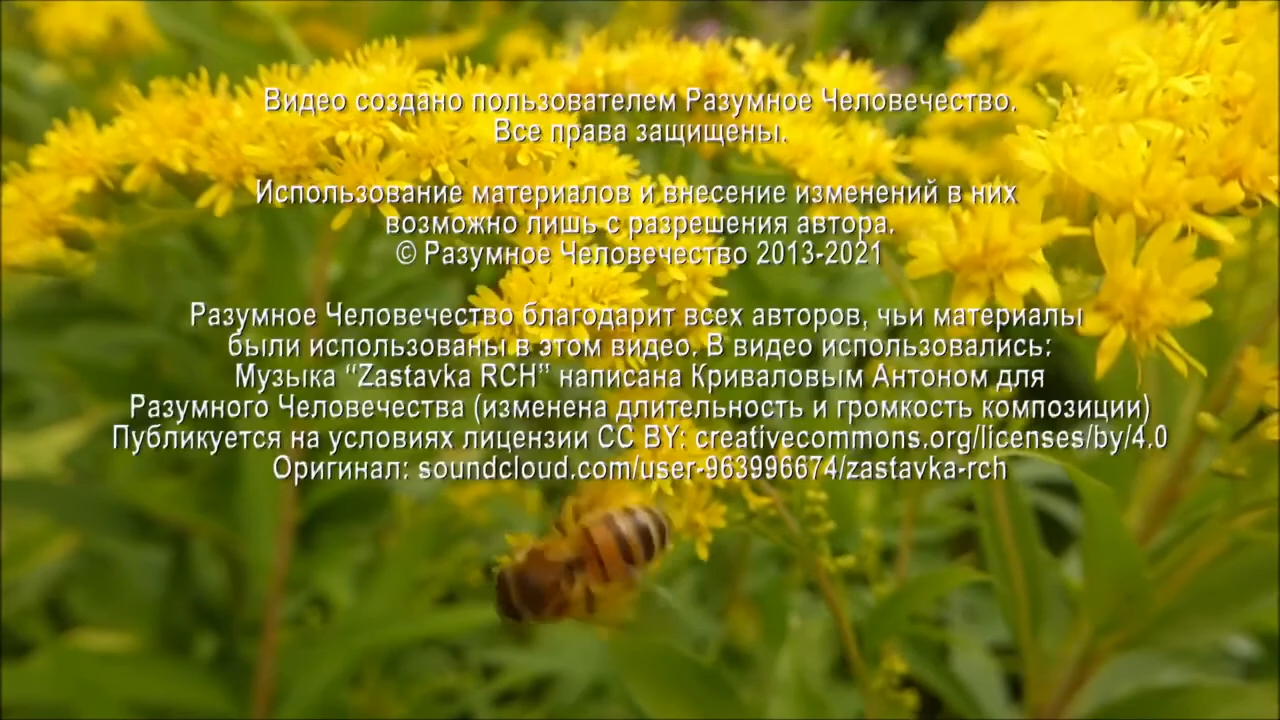 Видео создано пользователем Разумное Человечество.
Все права защищены.
Использование материалов и внесение изменений в них
возможно лишь с разрешения автора.
© Разумное Человечество 2013-2021
Разумное Человечество благодарит всех авторов, чьи материалы
были использованы в этом видео. В видео использовались:
Музыка “Zastavka RCH” написана Криваловым Антоном для
Разумного Человечества (изменена длительность и громкость композиции)
Публикуется на условиях лицензии CC BY: creativecommons.org/licenses/by/4.0
Оригинал: soundcloud.com/user-963996674/zastavka-rch